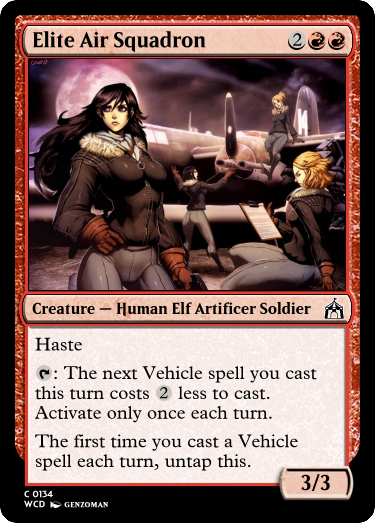 Elite Air Squadron 2
Creature — Human Elf Artificer Soldier
Haste
: The next Vehicle spell you cast
this turn costs 2 less to cast.
Activate only once each turn.
The first time you cast a Vehicle
spell each turn, untap this.
3/3
C 0134
WCD GENZOMAN